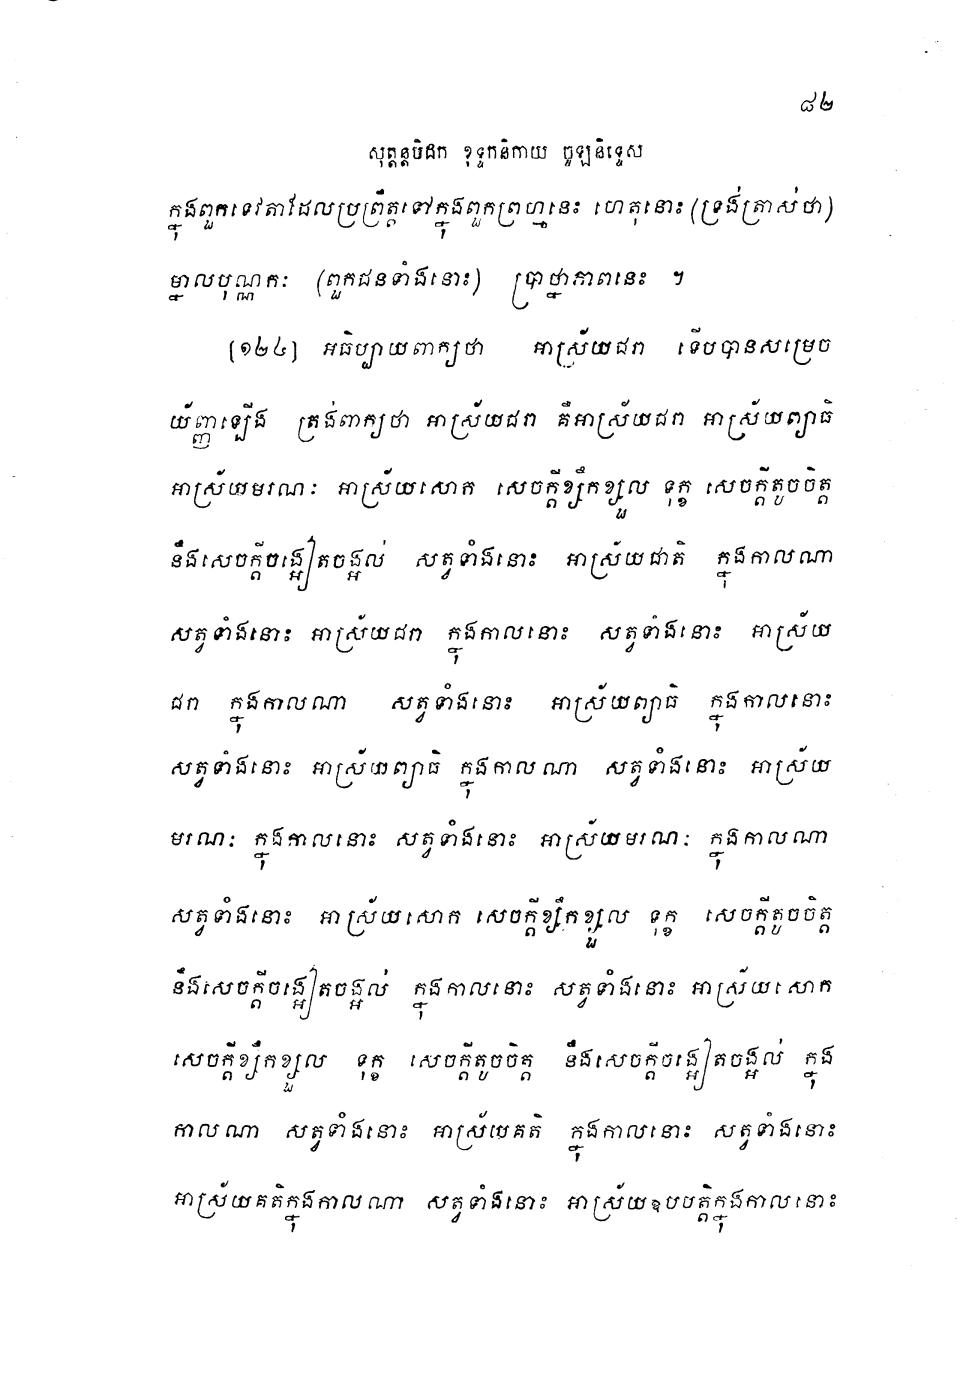 ៨២
សុត្តន្តបិដក ខុទ្ទកនិកាយ ចូឡនិទ្ទេស
ក្នុងពួកទេវតាដែលប្រព្រឹត្តទៅក្នុងពួកព្រហ្មនេះ ហេតុនោះ (ទ្រង់ត្រាស់ថា)
ម្នាលបុណ្ណកៈ (ពួកជនទាំងនោះ) ប្រាថ្នាភាពនេះ ។
[១២៤] អធិប្បាយពាក្យថា អាស្រ័យជរា ទើបបានសម្រេច
យ័ញ្ញឡើង ត្រង់ពាក្យថា អាស្រ័យជរា គឺអាស្រ័យជរា អាស្រ័យព្យាធិ
អាស្រ័យមរណៈ អាស្រ័យសោក សេចក្តីខ្សឹកខ្សួល ទុក្ខ សេចក្តីតូចចិត្ត
នឹងសេចក្តីចង្អៀតចង្អល់ សត្វទាំងនោះ អាស្រ័យជាតិ ក្នុងកាលណា
សត្វទាំងនោះ អាស្រ័យជរា ក្នុងកាលនោះ សត្វទាំងនោះ អាស្រ័យ
ជរា ក្នុងកាលណា សត្វទាំងនោះ អាស្រ័យព្យាធិ ក្នុងកាលនោះ
សត្វទាំងនោះ អាស្រ័យព្យាធិ ក្នុងកាលណា សត្វទាំងនោះ អាស្រ័យ
មរណៈ ក្នុងកាលនោះ សត្វទាំងនោះ អាស្រ័យមរណៈ ក្នុងកាលណា
សត្វទាំងនោះ អាស្រ័យសោក សេចក្តីខ្សឹកខ្សួល ទុក្ខ សេចក្តីតូចចិត្ត
នឹងសេចក្តីចង្អៀតចង្អល់ ក្នុងកាលនោះ សត្វទាំងនោះ អាស្រ័យសោក
សេចក្តីខ្សឹកខ្សួល ទុក្ខ សេចក្តីតូចចិត្ត នឹងសេចក្តីចង្អៀតចង្អល់ ក្នុង
កាលណា សត្វទាំងនោះ អាស្រ័យគតិ ក្នុងកាលនោះ សត្វទាំងនោះ
អាស្រ័យគតិក្នុងកាលណា សត្វទាំងនោះ អាស្រ័យឧបបត្តិក្នុងកាលនោះ